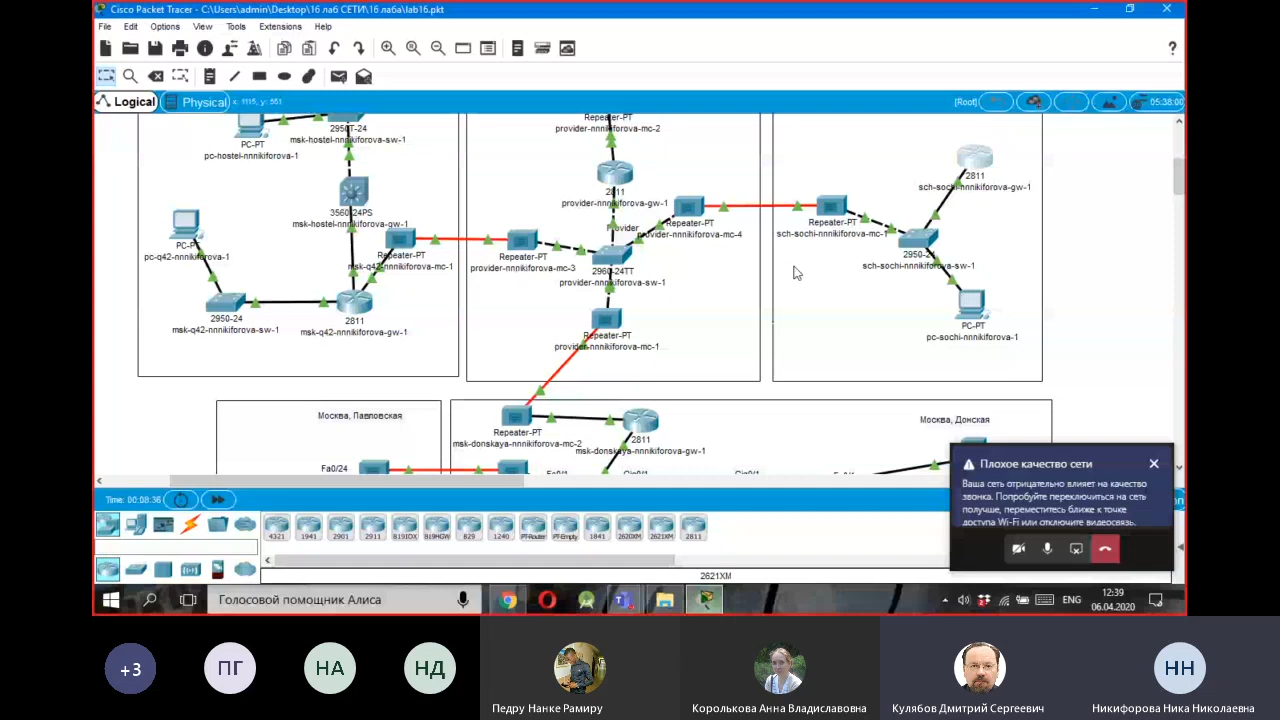 Cisco Packet Tracer - C:\Users\admin\Desktop\16 лаб СЕТИ\16 лаба\lab16.pkt
File Edit Options View Tools Extensions Help
?
Logical Physical x: 1115, y: 551 [Root] 05:38:00
PC-PT
pc-hostel-nnnikiforova-1
2950T-24
msk-hostel-nnnikiforova-sw-1
3560-24PS
msk-hostel-nnnikiforova-gw-1
PC-PT
pc-q42-nnnikiforova-1
Repeater-PT
msk-q42-nnnikiforova-mc-1
2950-24
msk-q42-nnnikiforova-sw-1
2811
msk-q42-nnnikiforova-gw-1
Repeater-PT
provider-nnnikiforova-mc-2
2811
provider-nnnikiforova-gw-1
Provider
Repeater-PT
provider-nnnikiforova-mc-4
Repeater-PT
provider-nnnikiforova-mc-3
2960-24TT
provider-nnnikiforova-sw-1
Repeater-PT
provider-nnnikiforova-mc-1
2811
sch-sochi-nnnikiforova-gw-1
Repeater-PT
sch-sochi-nnnikiforova-mc-1
2950-24
sch-sochi-nnnikiforova-sw-1
PC-PT
pc-sochi-nnnikiforova-1
Москва, Павловская
Fa0/24
Repeater-PT
msk-donskaya-nnnikiforova-mc-2
2811
msk-donskaya-nnnikiforova-gw-1
Москва, Донская
Плохое качество сети
Ваша сеть отрицательно влияет на качество
звонка. Попробуйте переключиться на сеть
получше, переместитесь ближе к точке
доступа Wi-Fi или отключите видеосвязь.
Time: 00:08:36
4321 1941 2901 2911 819IOX 819HGW 829 1240 PT-Router PT-Empty 1841 2620XM 2621XM 2811
2621XM
Голосовой помощник Алиса
ENG
12:39
06.04.2020
+3 ПГ НА НД НН
Педру Нанке Рамиру
Королькова Анна Владиславовна
Кулябов Дмитрий Сергеевич
Никифорова Ника Николаевна